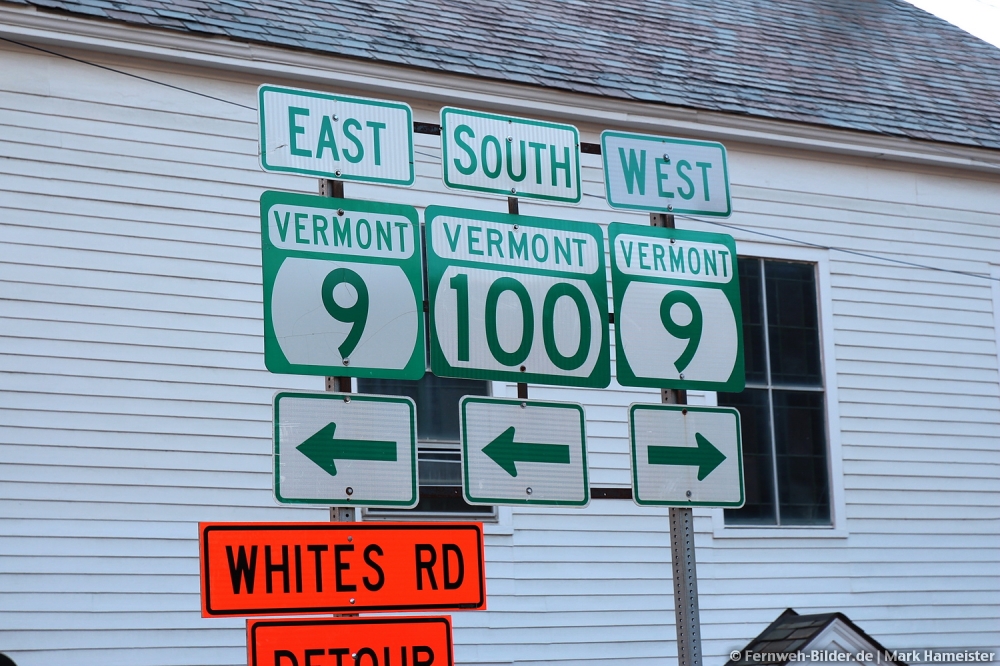 EAST
SOUTH
WEST
VERMONT
9
VERMONT
100
VERMONT
9
WHITES RD
DETOUR
© Fernweh-Bilder.de | Mark Hameister